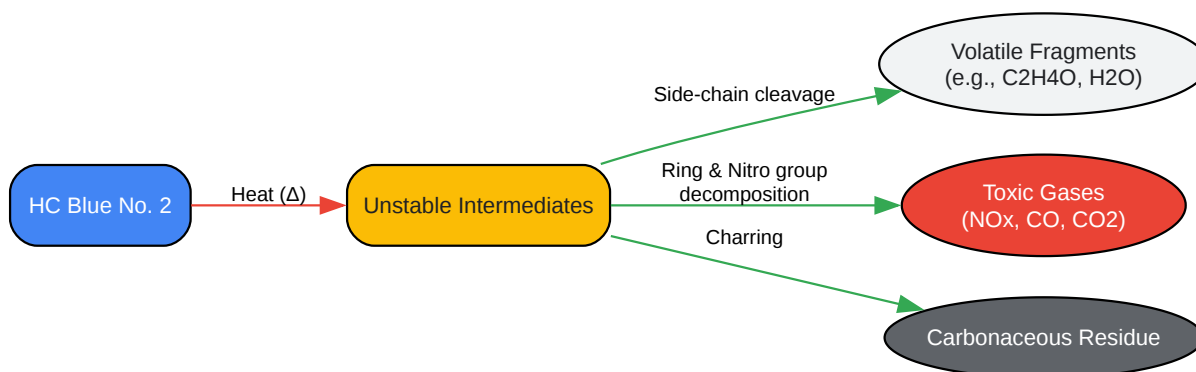 Volatile Fragments
(e.g., C2H4O, H2O)
Side-chain cleavage
Ring & Nitro group
decomposition
HC Blue No. 2
Heat (Δ)
Unstable Intermediates
Toxic Gases
(NOx, CO, CO2)
Charring
Carbonaceous Residue